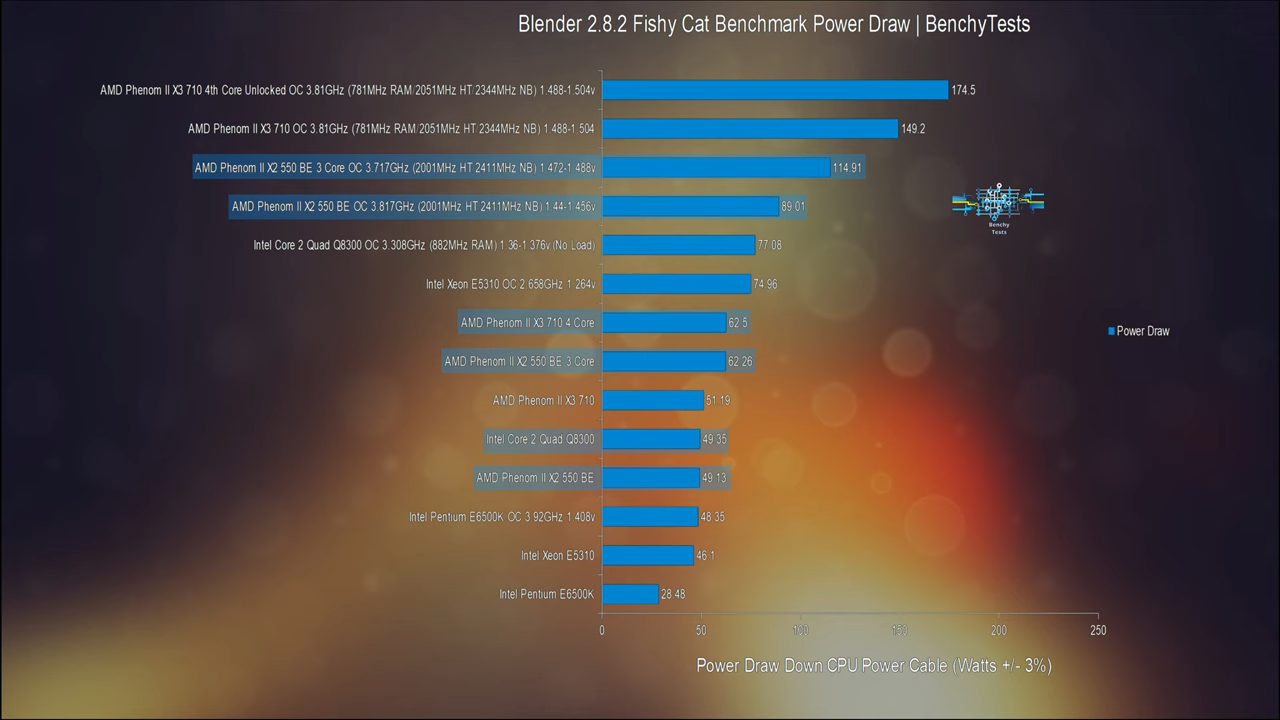 Blender 2.8.2 Fishy Cat Benchmark Power Draw | BenchyTests
AMD Phenom II X3 710 4th Core Unlocked OC 3.81GHz (781MHz RAM/2051MHz HT/2344MHz NB) 1.488-1.504v
174.5
AMD Phenom II X3 710 OC 3.81GHz (781MHz RAM/2051MHz HT/2344MHz NB) 1.488-1.504
149.2
AMD Phenom II X2 550 BE 3 Core OC 3.717GHz (2001MHz HT 2411MHz NB) 1.472-1.488v
114.91
AMD Phenom II X2 550 BE OC 3.817GHz (2001MHz HT 2411MHz NB) 1.44-1.456v
89.01
Intel Core 2 Quad Q8300 OC 3.308GHz (882MHz RAM) 1.36-1.376v (No Load)
77.08
Intel Xeon E5310 OC 2.658GHz 1.264v
74.96
AMD Phenom II X3 710 4 Core
62.5
AMD Phenom II X2 550 BE 3 Core
62.26
AMD Phenom II X3 710
51.19
Intel Core 2 Quad Q8300
49.35
AMD Phenom II X2 550 BE
49.13
Intel Pentium E6500K OC 3.92GHz 1.408v
48.35
Intel Xeon E5310
46.1
Intel Pentium E6500K
28.48
0 50 100 150 200 250
Power Draw Down CPU Power Cable (Watts +/- 3%)
Power Draw
Benchy
Tests